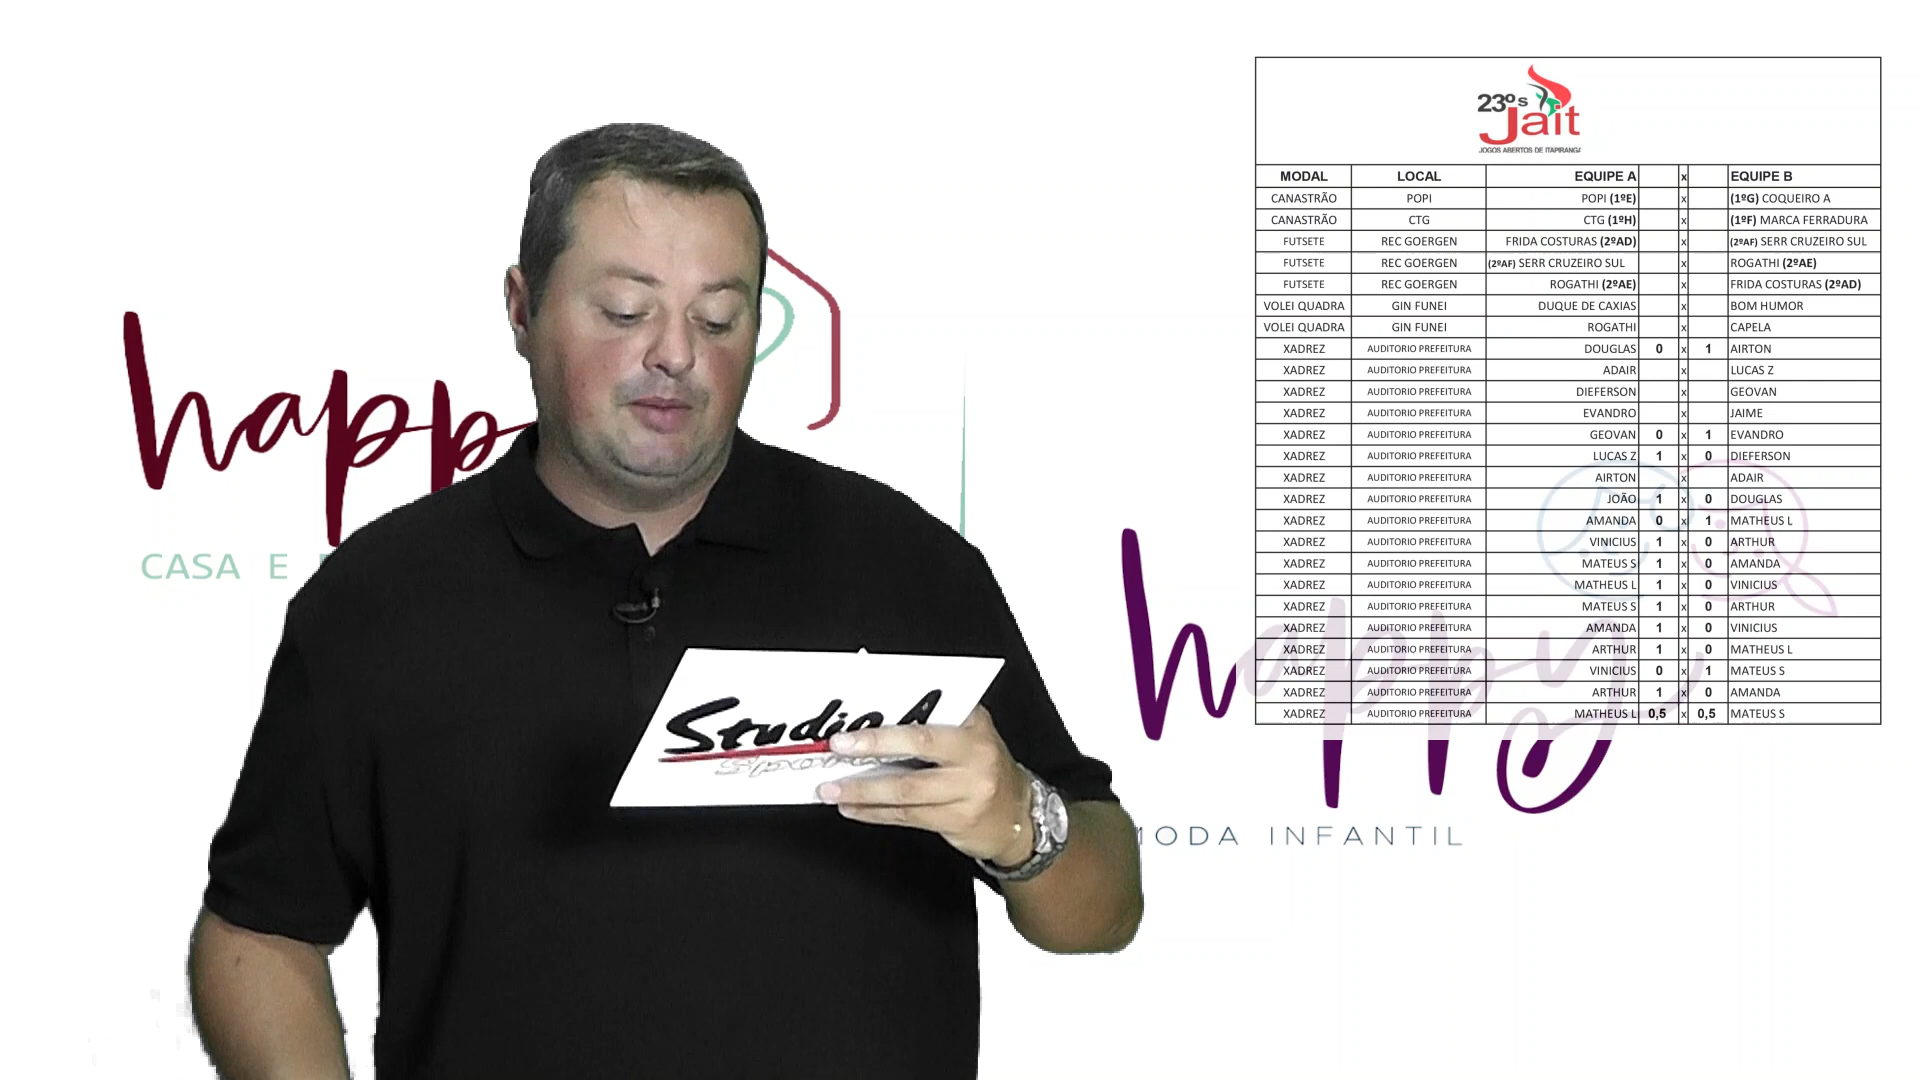 23ºs
Jait
JOGOS ABERTOS DE ITAPIRANGA
MODAL LOCAL EQUIPE A x EQUIPE B
CANASTRÃO POPI POPI (1ºE) x (1ºG) COQUEIRO A
CANASTRÃO CTG CTG (1ºH) x (1ºF) MARCA FERRADURA
FUTSETE REC GOERGEN FRIDA COSTURAS (2ºAD) x (2ºAF) SERR CRUZEIRO SUL
FUTSETE REC GOERGEN (2ºAF) SERR CRUZEIRO SUL x ROGATHI (2ºAE)
FUTSETE REC GOERGEN ROGATHI (2ºAE) x FRIDA COSTURAS (2ºAD)
VOLEI QUADRA GIN FUNEI DUQUE DE CAXIAS x BOM HUMOR
VOLEI QUADRA GIN FUNEI ROGATHI x CAPELA
XADREZ AUDITORIO PREFEITURA DOUGLAS 0 x 1 AIRTON
XADREZ AUDITORIO PREFEITURA ADAIR x LUCAS Z
XADREZ AUDITORIO PREFEITURA DIEFERSON x GEOVAN
XADREZ AUDITORIO PREFEITURA EVANDRO x JAIME
XADREZ AUDITORIO PREFEITURA GEOVAN 0 x 1 EVANDRO
XADREZ AUDITORIO PREFEITURA LUCAS Z 1 x 0 DIEFERSON
XADREZ AUDITORIO PREFEITURA AIRTON x ADAIR
XADREZ AUDITORIO PREFEITURA JOÃO 1 x 0 DOUGLAS
XADREZ AUDITORIO PREFEITURA AMANDA 0 x 1 MATHEUS L
XADREZ AUDITORIO PREFEITURA VINICIUS 1 x 0 ARTHUR
XADREZ AUDITORIO PREFEITURA MATEUS S 1 x 0 AMANDA
XADREZ AUDITORIO PREFEITURA MATHEUS L 1 x 0 VINICIUS
XADREZ AUDITORIO PREFEITURA MATEUS S 1 x 0 ARTHUR
XADREZ AUDITORIO PREFEITURA AMANDA 1 x 0 VINICIUS
XADREZ AUDITORIO PREFEITURA ARTHUR 1 x 0 MATHEUS L
XADREZ AUDITORIO PREFEITURA VINICIUS 0 x 1 MATEUS S
XADREZ AUDITORIO PREFEITURA ARTHUR 1 x 0 AMANDA
XADREZ AUDITORIO PREFEITURA MATHEUS L 0,5 x 0,5 MATEUS S
happ
CASA E
Studio A
happy
MODA INFANTIL